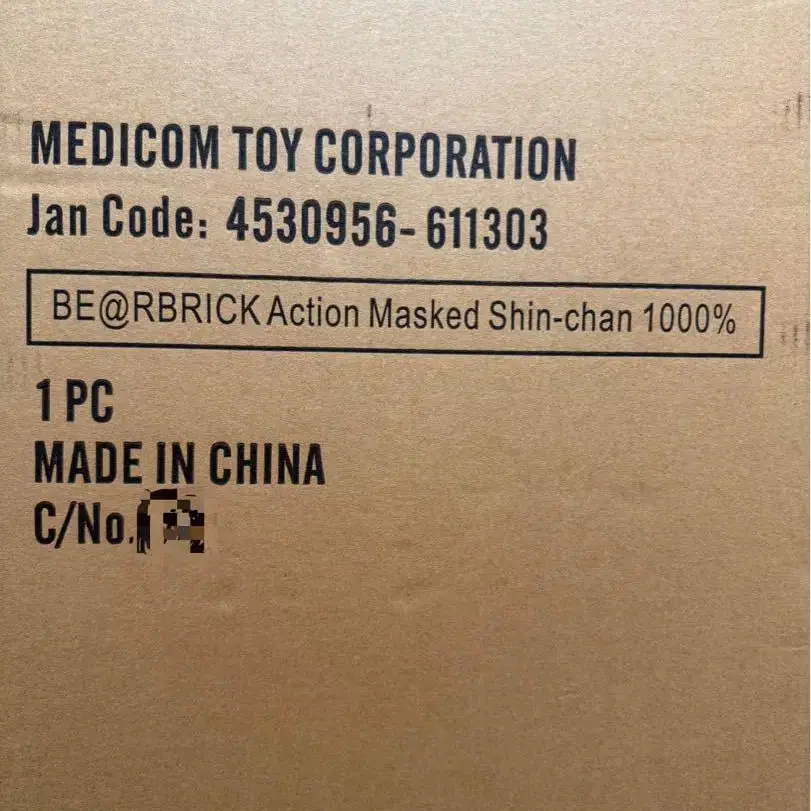 MEDICOM TOY CORPORATION
Jan Code: 4530956-611303
BE@RBRICK Action Masked Shin-chan 1000%
1 PC
MADE IN CHINA
C/No.